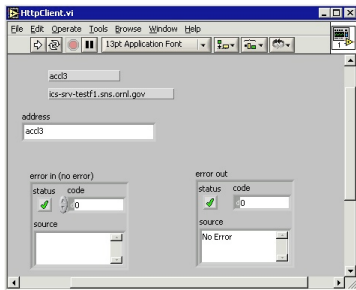 HttpClient.vi
File Edit Operate Tools Browse Window Help
13pt Application Font
1
accl3
ics-srv-testf1.sns.ornl.gov
address
accl3
error in (no error)
status code
0
source
error out
status code
0
source
No Error